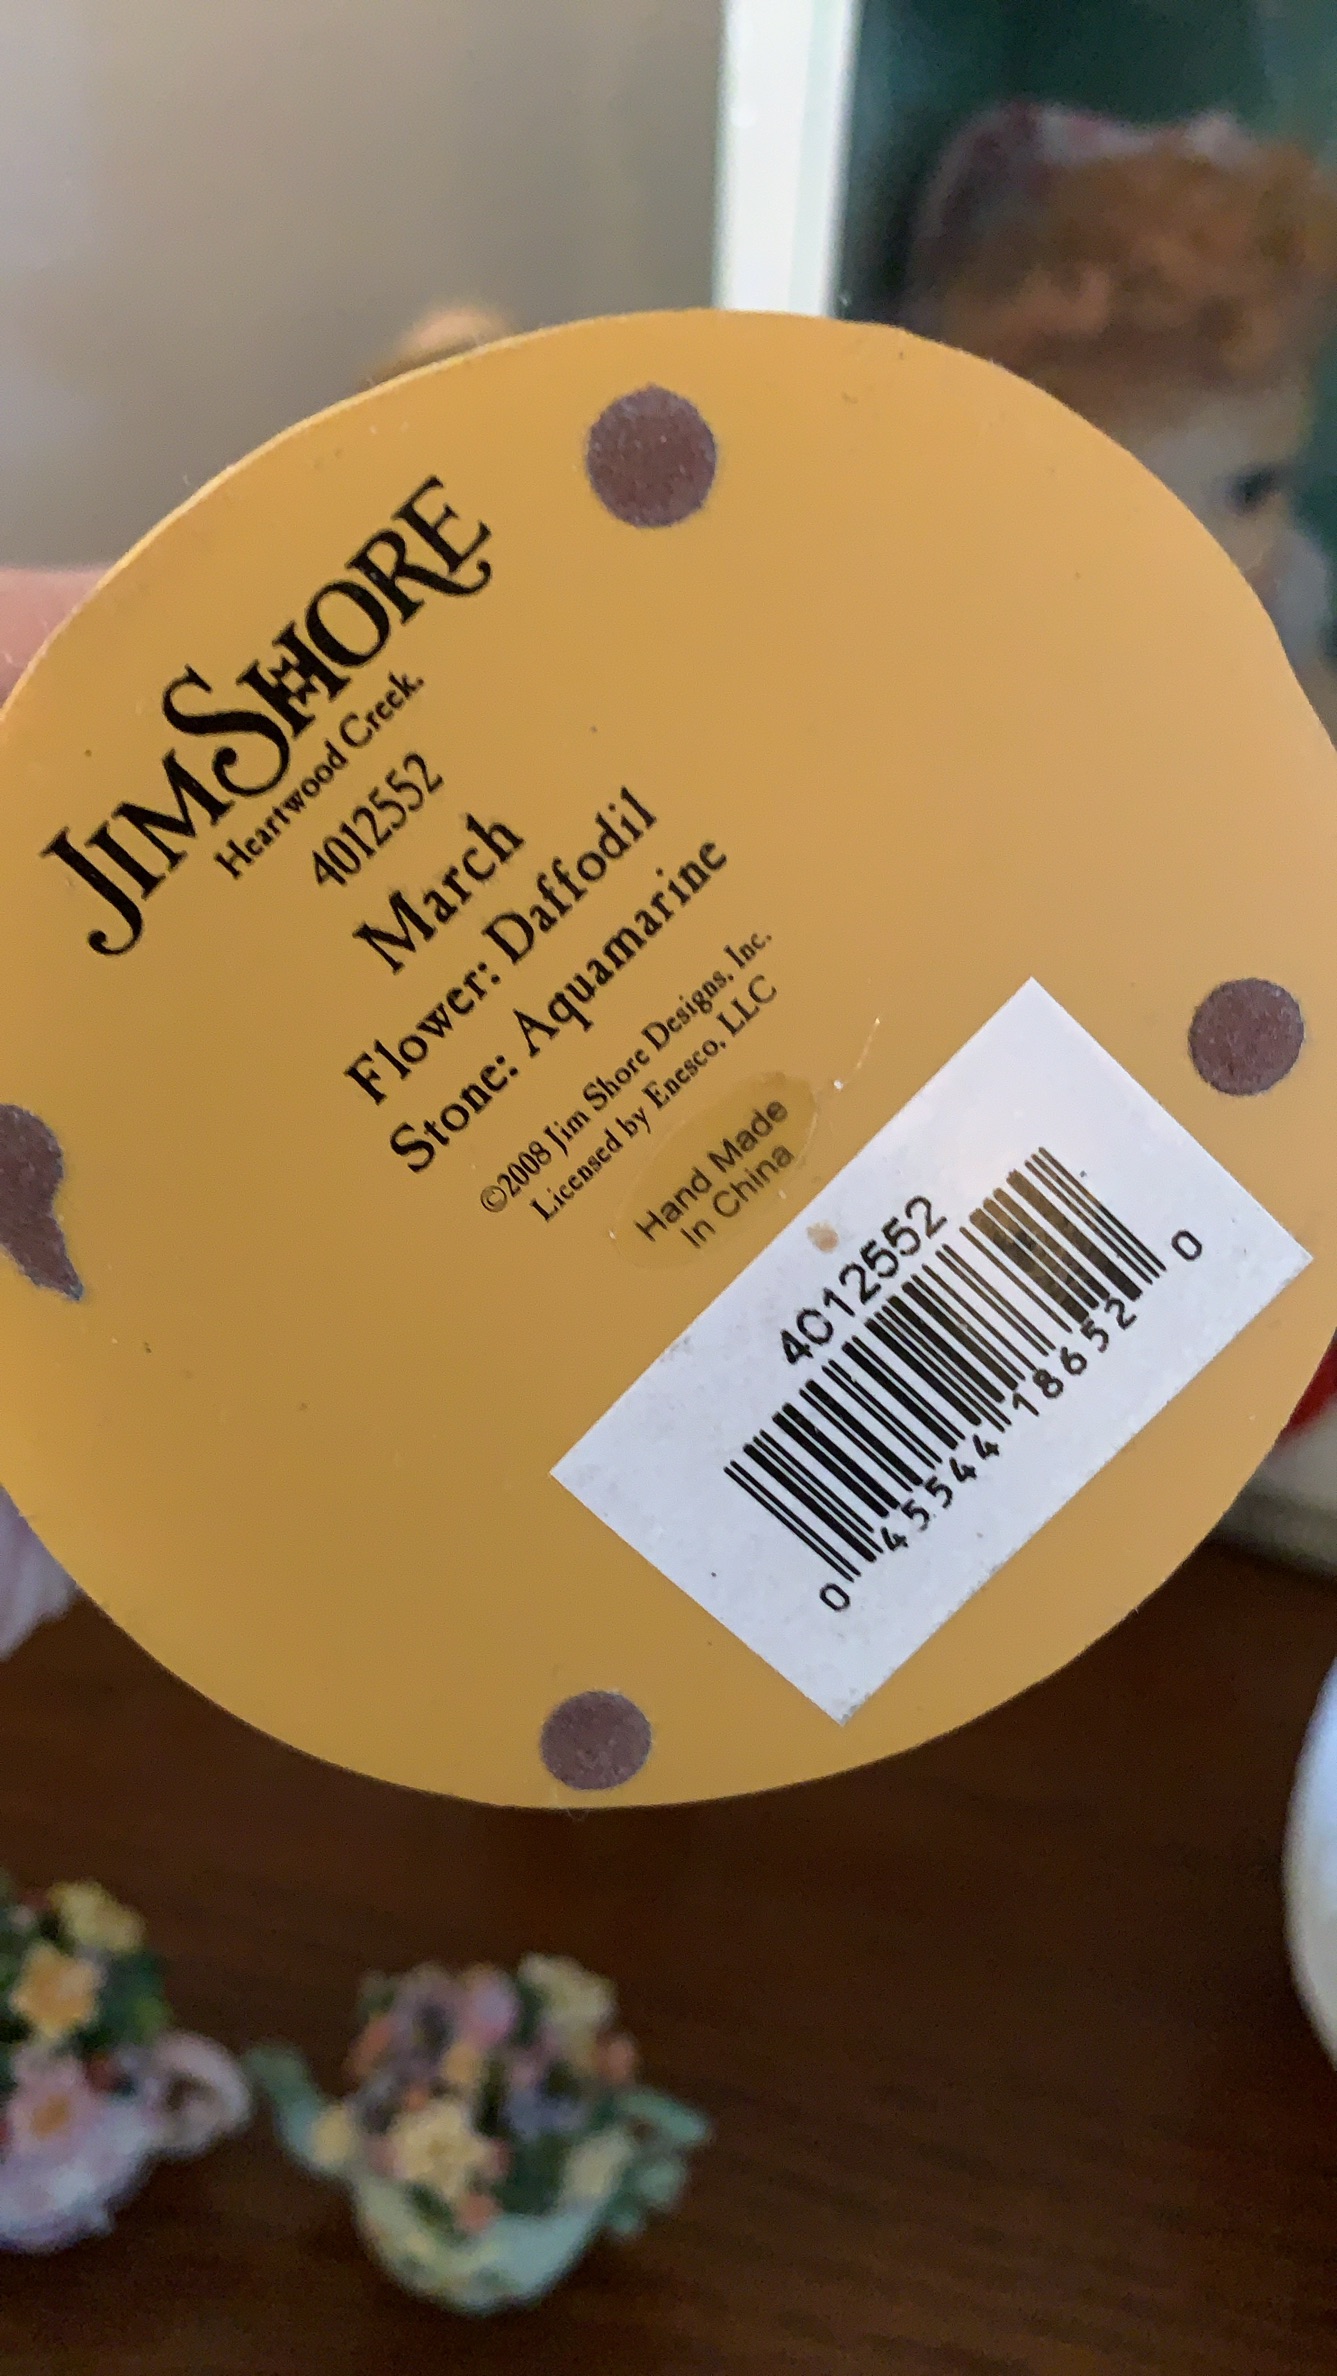 JIM SHORE
Heartwood Creek.
4012552
March
Flower: Daffodil
Stone: Aquamarine
©2008 Jim Shore Designs, Inc.
Licensed by Enesco, LLC
Hand Made
In China
4012552
0 45544 18652 0